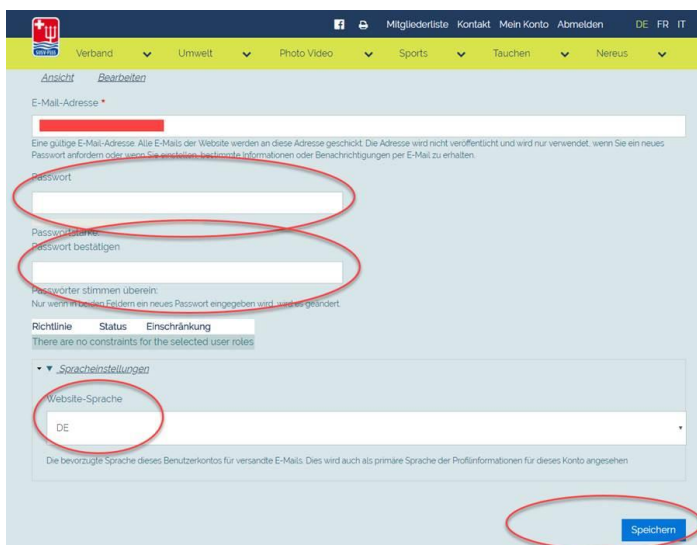 Mitgliederliste Kontakt Mein Konto Abmelden DE FR IT
Verband Umwelt Photo Video Sports Tauchen Nereus
Ansicht Bearbeiten
E-Mail-Adresse *
Eine gültige E-Mail-Adresse. Alle E-Mails der Website werden an diese Adresse geschickt. Die Adresse wird nicht veröffentlicht und wird nur verwendet, wenn Sie ein neues
Passwort anfordern oder wenn Sie einstellen, bestimmte Informationen oder Benachrichtigungen per E-Mail zu erhalten.
Passwort
Passwortstärke:
Passwort bestätigen
Passwörter stimmen überein:
Nur wenn in beiden Feldern ein neues Passwort eingegeben wird, wird es geändert.
Richtlinie Status Einschränkung
There are no constraints for the selected user roles
Spracheinstellungen
Website-Sprache
DE
Die bevorzugte Sprache dieses Benutzerkontos für versandte E-Mails. Dies wird auch als primäre Sprache der Profilinformationen für dieses Konto angesehen
Speichern